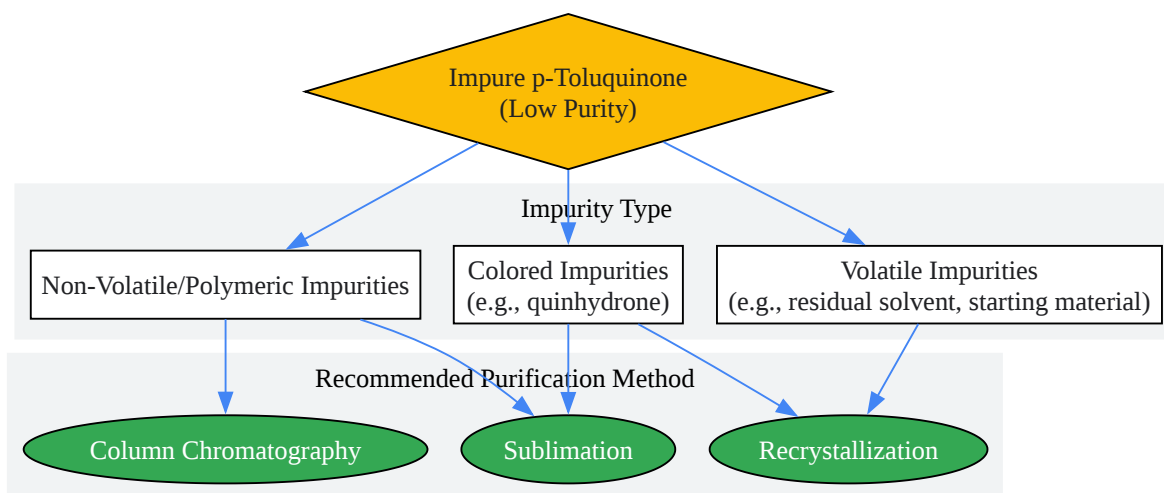 Impure p-Toluquinone
(Low Purity)
Impurity Type
Non-Volatile/Polymeric Impurities
Colored Impurities
(e.g., quinhydrone)
Volatile Impurities
(e.g., residual solvent, starting material)
Recommended Purification Method
Column Chromatography
Sublimation
Recrystallization